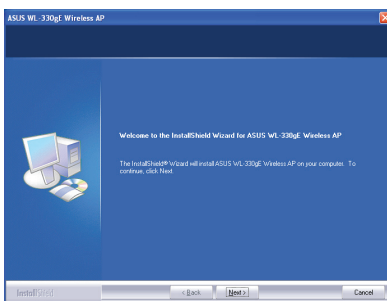 ASUS WL-330gE Wireless AP
Welcome to the InstallShield Wizard for ASUS WL-330gE Wireless AP
The InstallShield® Wizard will install ASUS WL-330gE Wireless AP on your computer. To
continue, click Next
InstallShield
< Back Next > Cancel